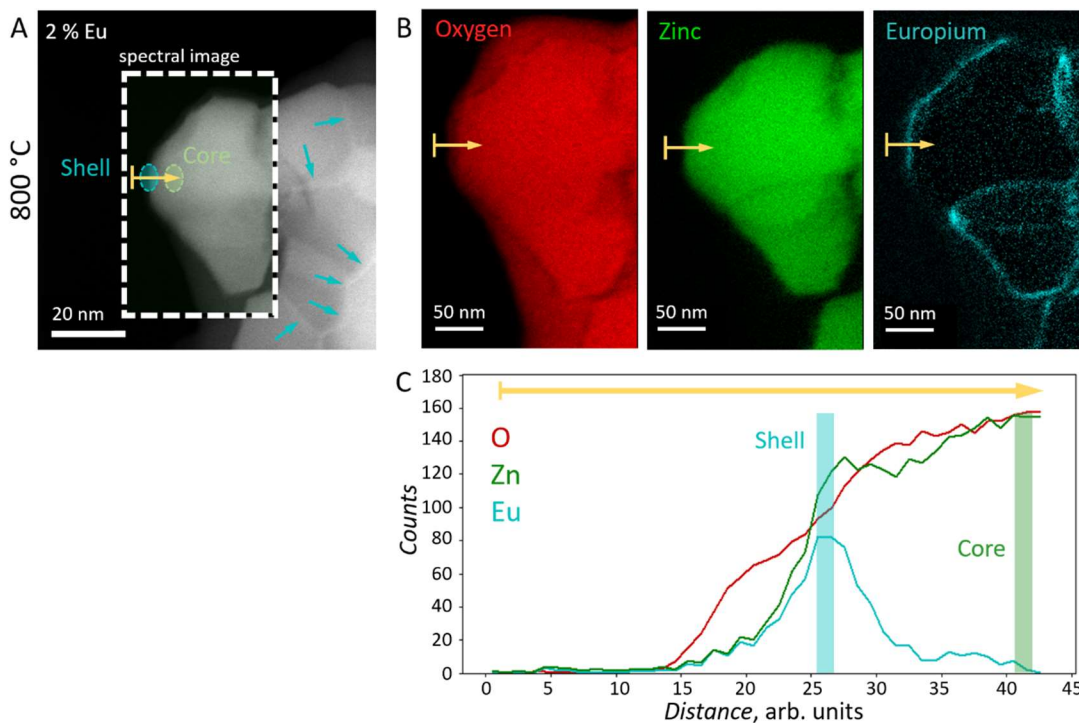 A
2 % Eu
spectral image
Shell
Core
800 °C
20 nm
B
Oxygen
Zinc
Europium
50 nm
50 nm
50 nm
C
180
160
140
120
100
80
60
40
20
0
Counts
O
Zn
Eu
Shell
Core
0
5
10
15
20
25
30
35
40
45
Distance, arb. units